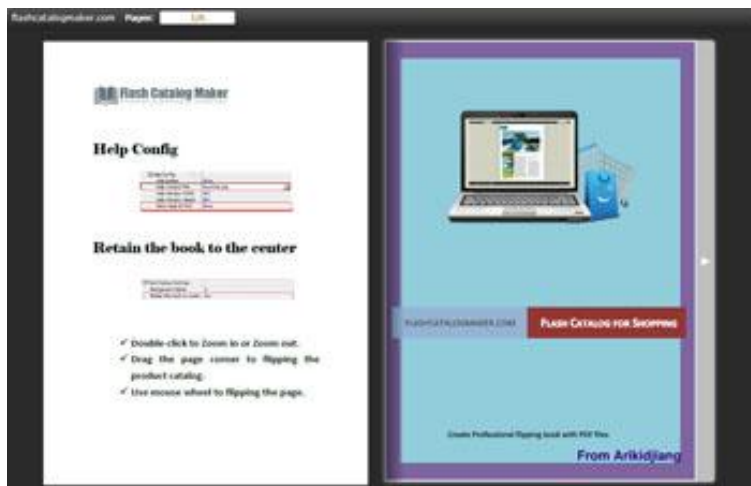 flashcatalogmaker.com Pages:
Flash Catalog Maker
Help Config
Retain the book to the center
✓ Double-click to Zoom in or Zoom out.
✓ Drag the page corner to flipping the
product catalog.
✓ Use mouse wheel to flipping the page.
FLASHCATALOGMAKER.COM
FLASH CATALOG FOR SHOPPING
Create Professional flipping book with PDF files.
From Arikidjiang